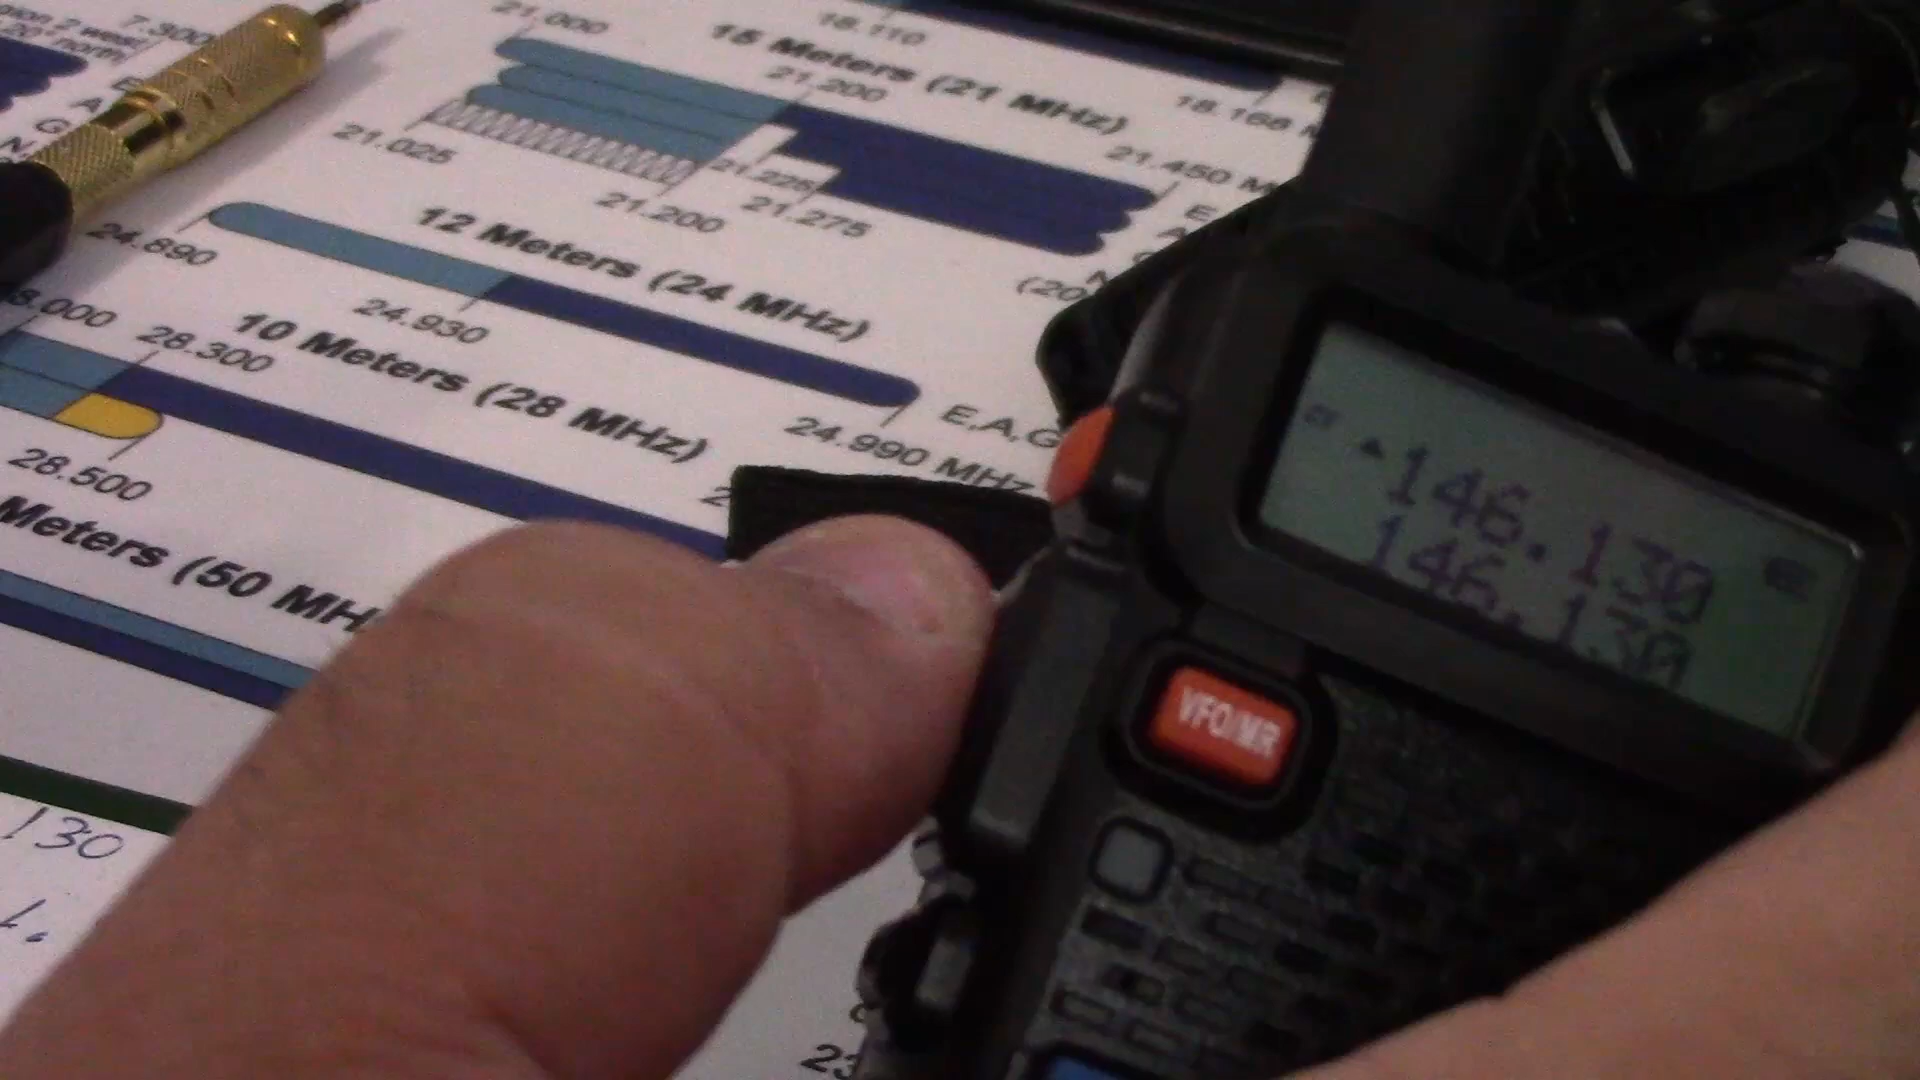 7.300
21.000
18.110
15 Meters (21 MHz)
21.200
18.168
21.450
21.025
21.225
21.200
21.275
E
A
G
N
12 Meters (24 MHz)
24.890
24.930
24.990 MHz
E,A,G
10 Meters (28 MHz)
28.300
28.500
Meters (50 MH
130
146.130
146.130
VFO/MR